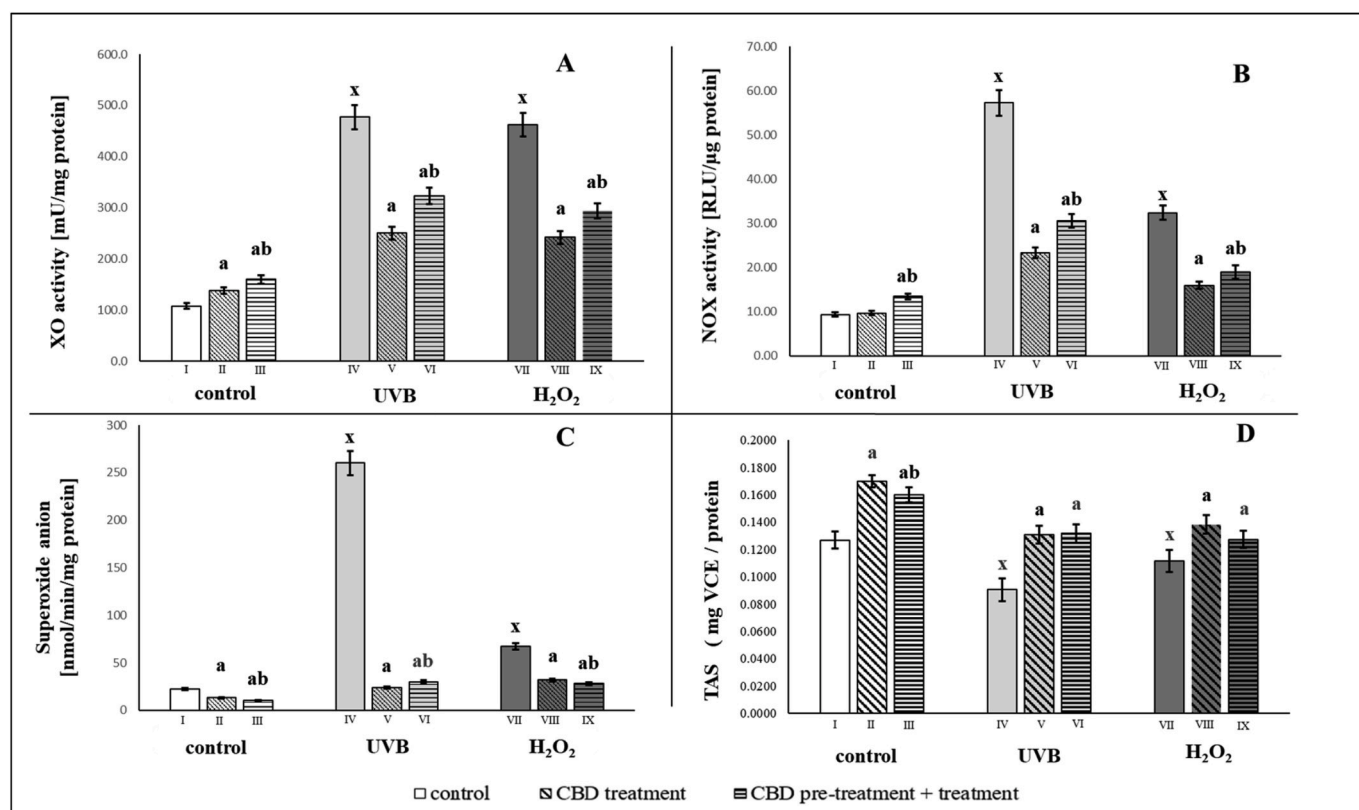 A
XO activity [mU/mg protein]
600.0
500.0
400.0
300.0
200.0
100.0
0.0
a
ab
x
a
ab
x
a
ab
I II III IV V VI VII VIII IX
control UVB H₂O₂
B
NOX activity [RLU/µg protein]
70.00
60.00
50.00
40.00
30.00
20.00
10.00
0.00
ab
x
a
ab
x
a
ab
I II III IV V VI VII VIII IX
control UVB H₂O₂
C
Superoxide anion
[nmol/min/mg protein]
300
250
200
150
100
50
0
a
ab
x
a
ab
x
a
ab
I II III IV V VI VII VIII IX
control UVB H₂O₂
D
TAS ( mg VCE / protein
0.2000
0.1800
0.1600
0.1400
0.1200
0.1000
0.0800
0.0600
0.0400
0.0200
0.0000
a
ab
x
a
a
x
a
a
I II III IV V VI VII VIII IX
control UVB H₂O₂
control CBD treatment CBD pre-treatment + treatment